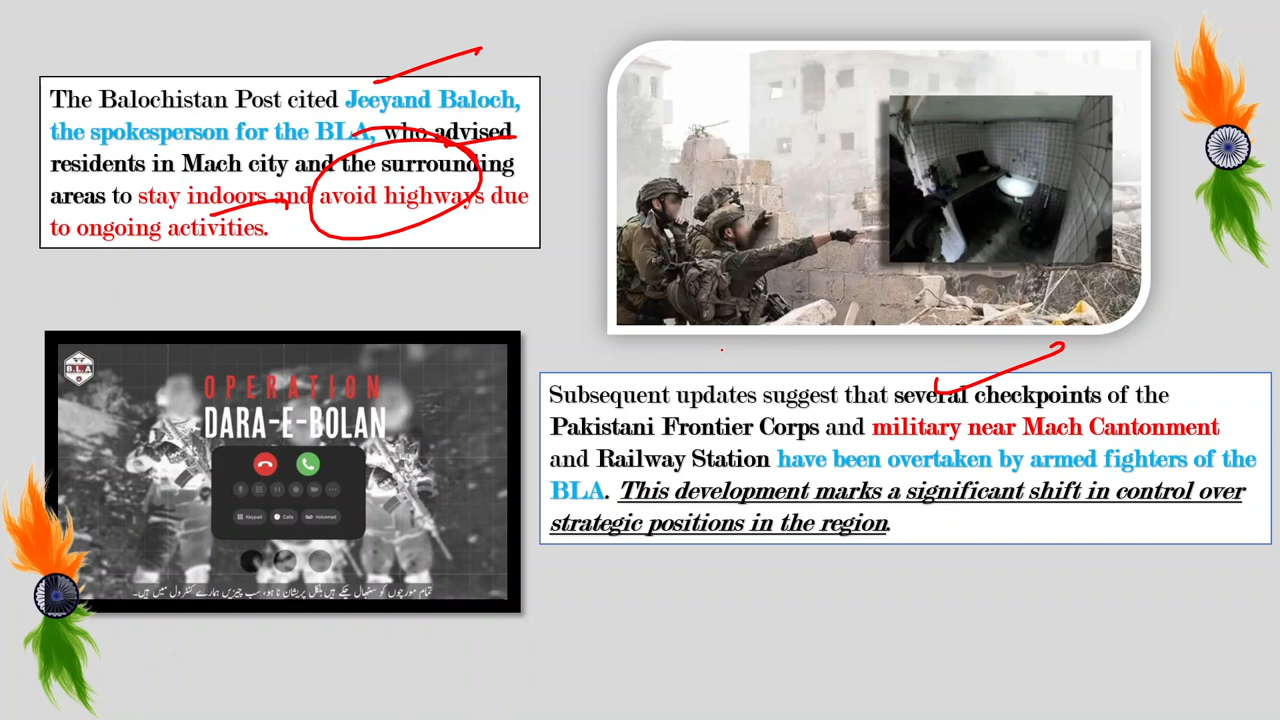 The Balochistan Post cited Jeeyand Baloch,
the spokesperson for the BLA, who advised
residents in Mach city and the surrounding
areas to stay indoors and avoid highways due
to ongoing activities.
B.L.A
OPERATION
DARA-E-BOLAN
Keypad Calls Voicemail
تمام مورچوں کو سنبھال چکے ہیں بلکل پریشان نا ہو، سب چیزیں ہمارے کنٹرول میں ہیں۔
Subsequent updates suggest that several checkpoints of the
Pakistani Frontier Corps and military near Mach Cantonment
and Railway Station have been overtaken by armed fighters of the
BLA. This development marks a significant shift in control over
strategic positions in the region.